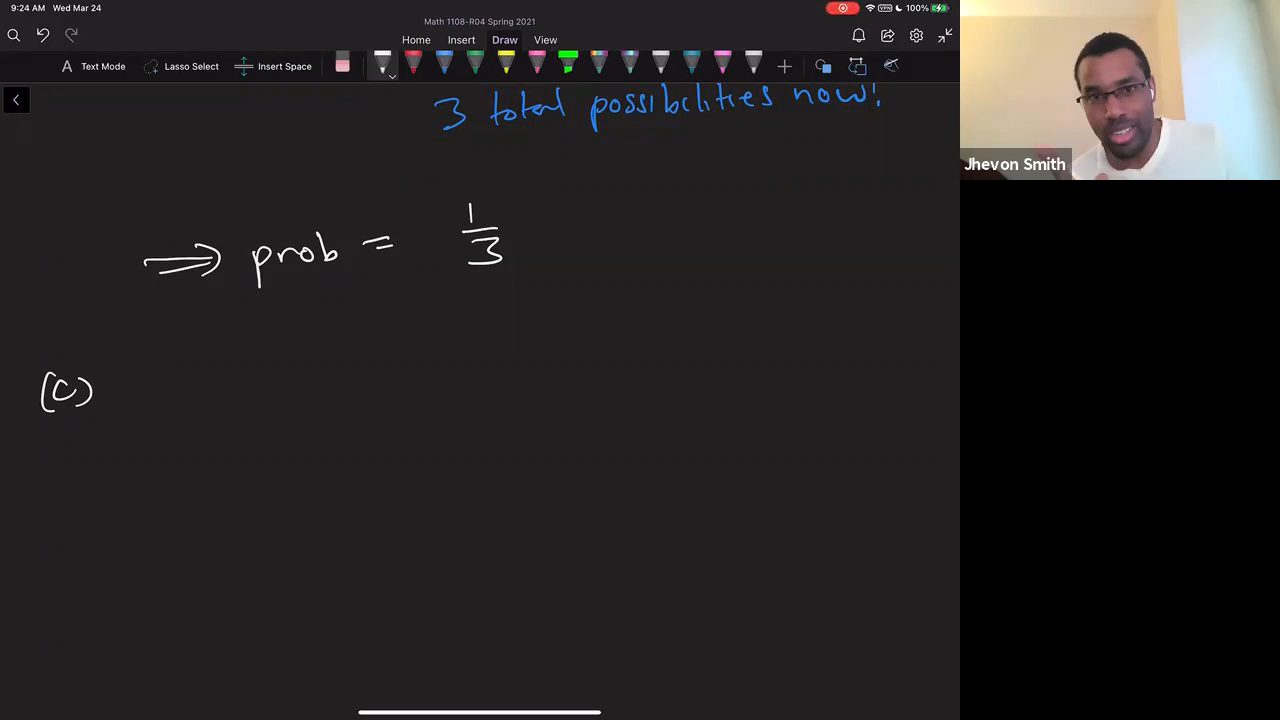 9:24 AM Wed Mar 24
VPN 100%
Math 1108-R04 Spring 2021
Home Insert Draw View
A Text Mode Lasso Select Insert Space
3 total possibilities now!
⟹ prob = 1/3
(c)
Jhevon Smith